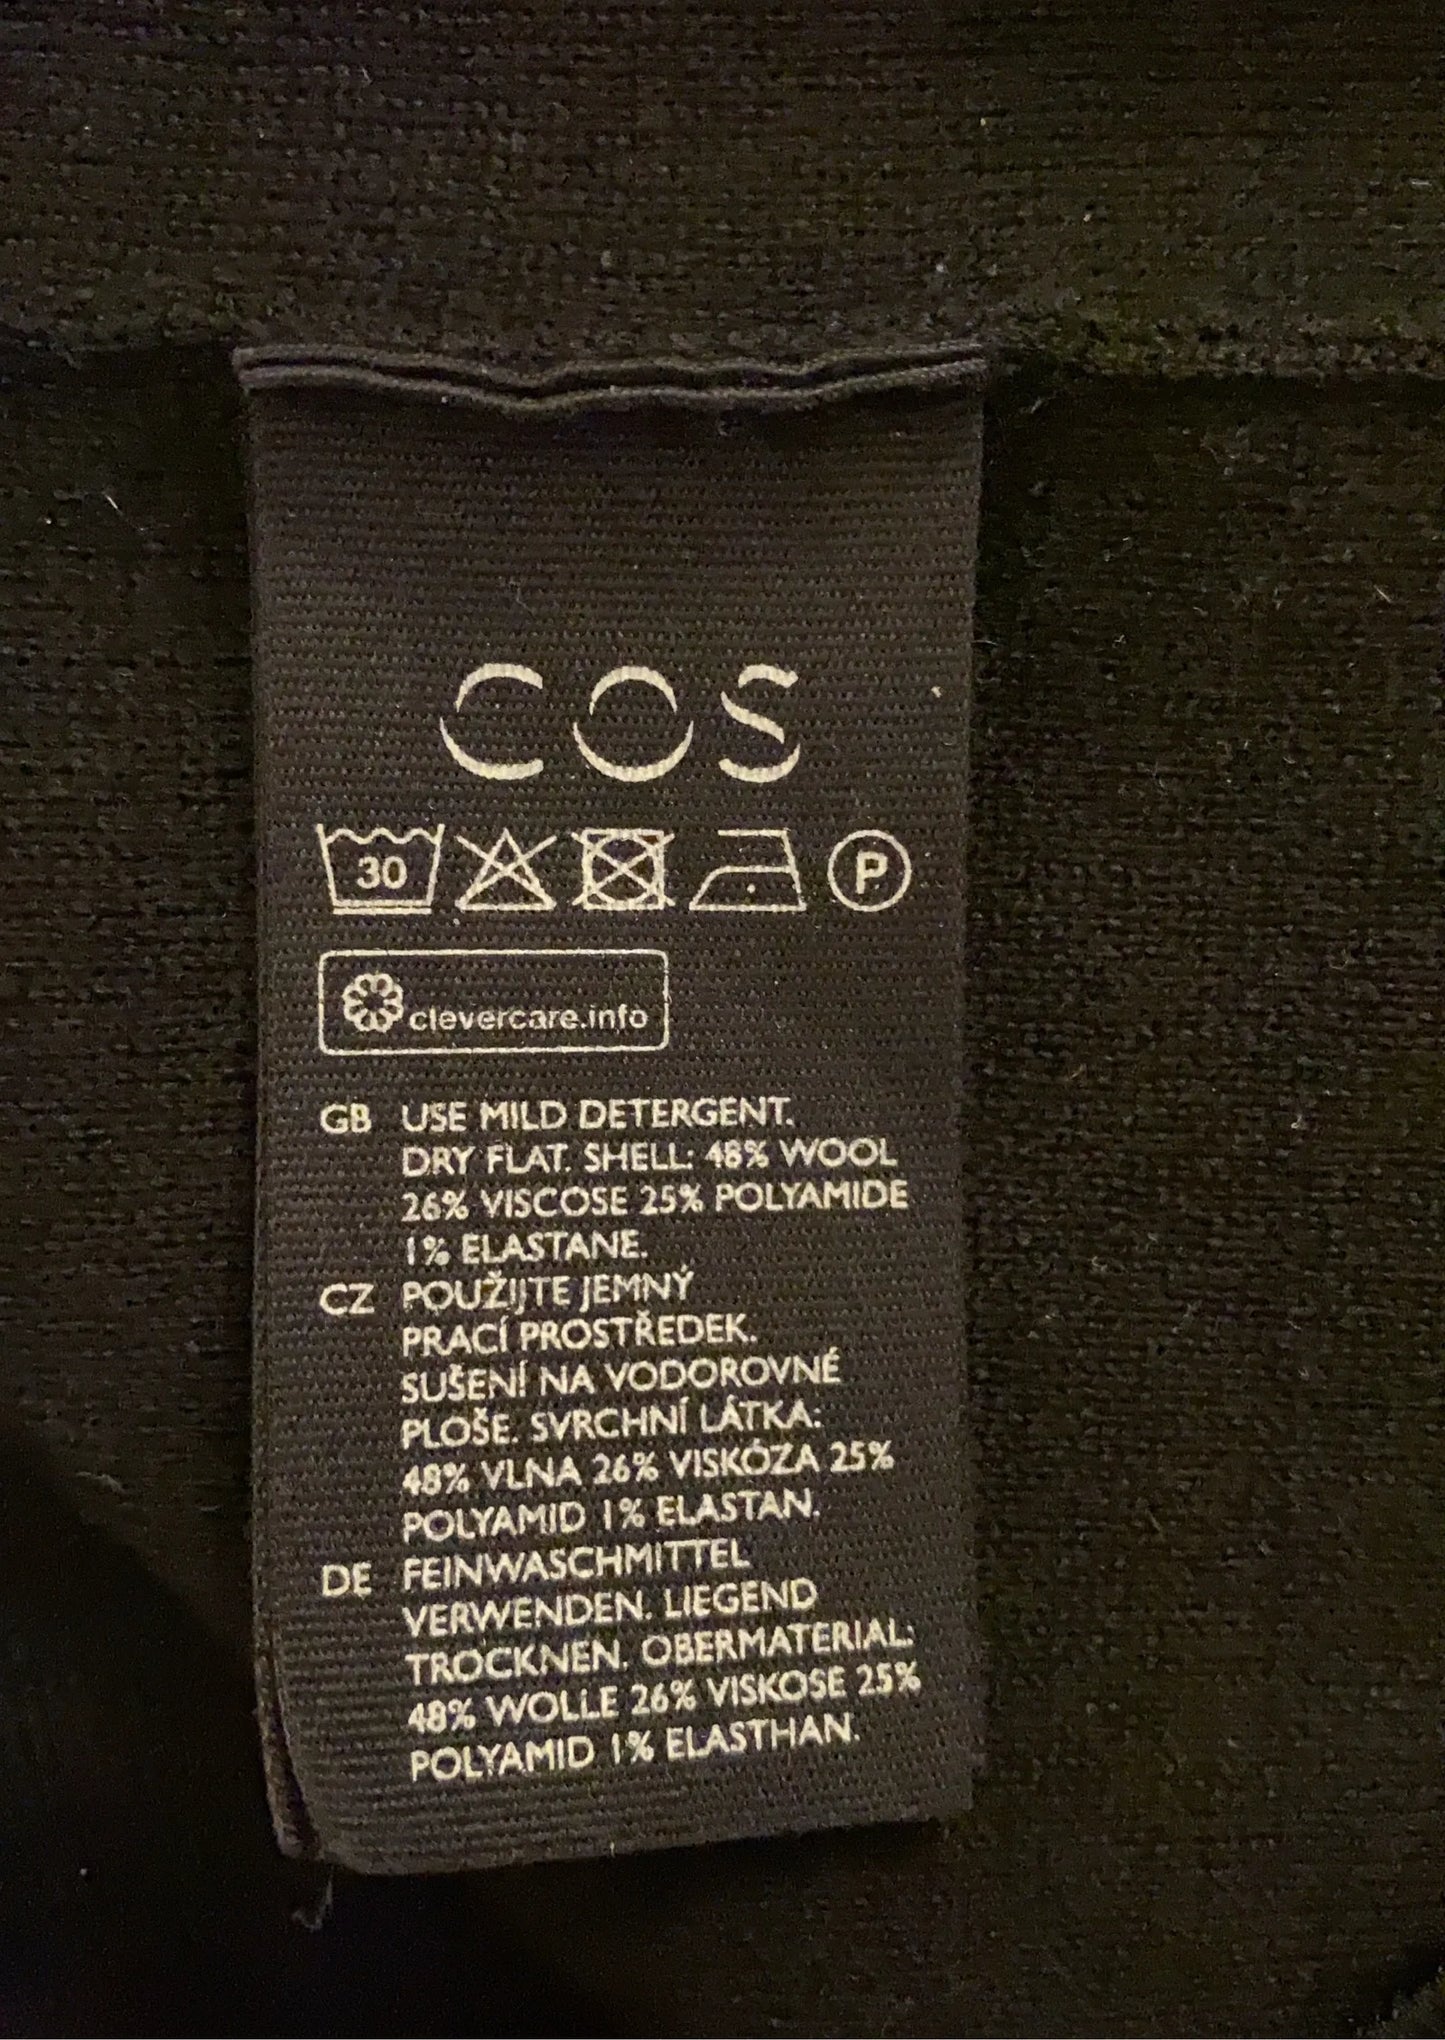 COS
30 P
clevercare.info
GB USE MILD DETERGENT.
DRY FLAT. SHELL: 48% WOOL
26% VISCOSE 25% POLYAMIDE
1% ELASTANE.
CZ POUŽIJTE JEMNÝ
PRACÍ PROSTŘEDEK.
SUŠENÍ NA VODOROVNÉ
PLOŠE. SVRCHNÍ LÁTKA:
48% VLNA 26% VISKÓZA 25%
POLYAMID 1% ELASTAN.
DE FEINWASCHMITTEL
VERWENDEN. LIEGEND
TROCKNEN. OBERMATERIAL:
48% WOLLE 26% VISKOSE 25%
POLYAMID 1% ELASTHAN.